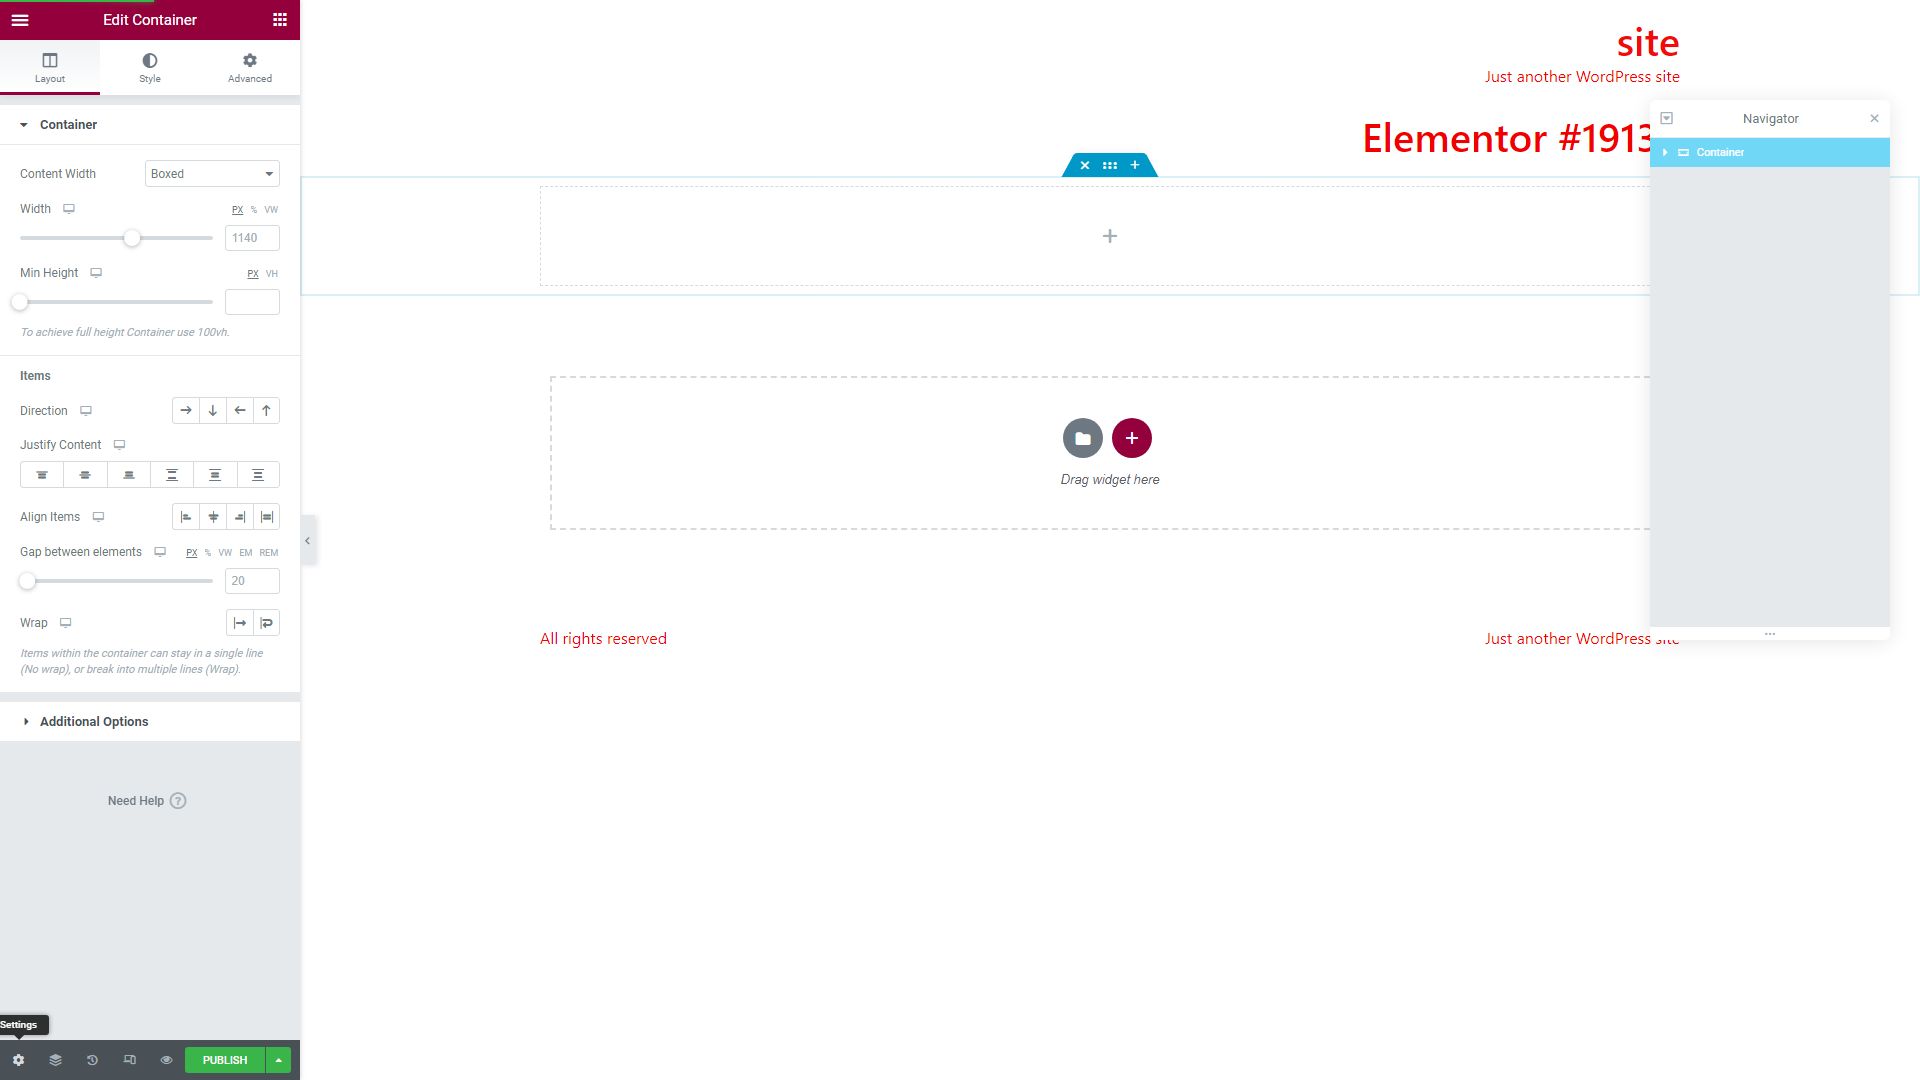 Edit Container
Layout
Style
Advanced
Container
Content Width
Boxed
Width
PX % VW
1140
Min Height
PX VH
To achieve full height Container use 100vh.
Items
Direction
Justify Content
Align Items
Gap between elements
PX % VW EM REM
20
Wrap
Items within the container can stay in a single line
(No wrap), or break into multiple lines (Wrap).
Additional Options
Need Help ?
Settings
PUBLISH
site
Just another WordPress site
Elementor #1913
Drag widget here
All rights reserved
Just another WordPress site
Navigator
Container